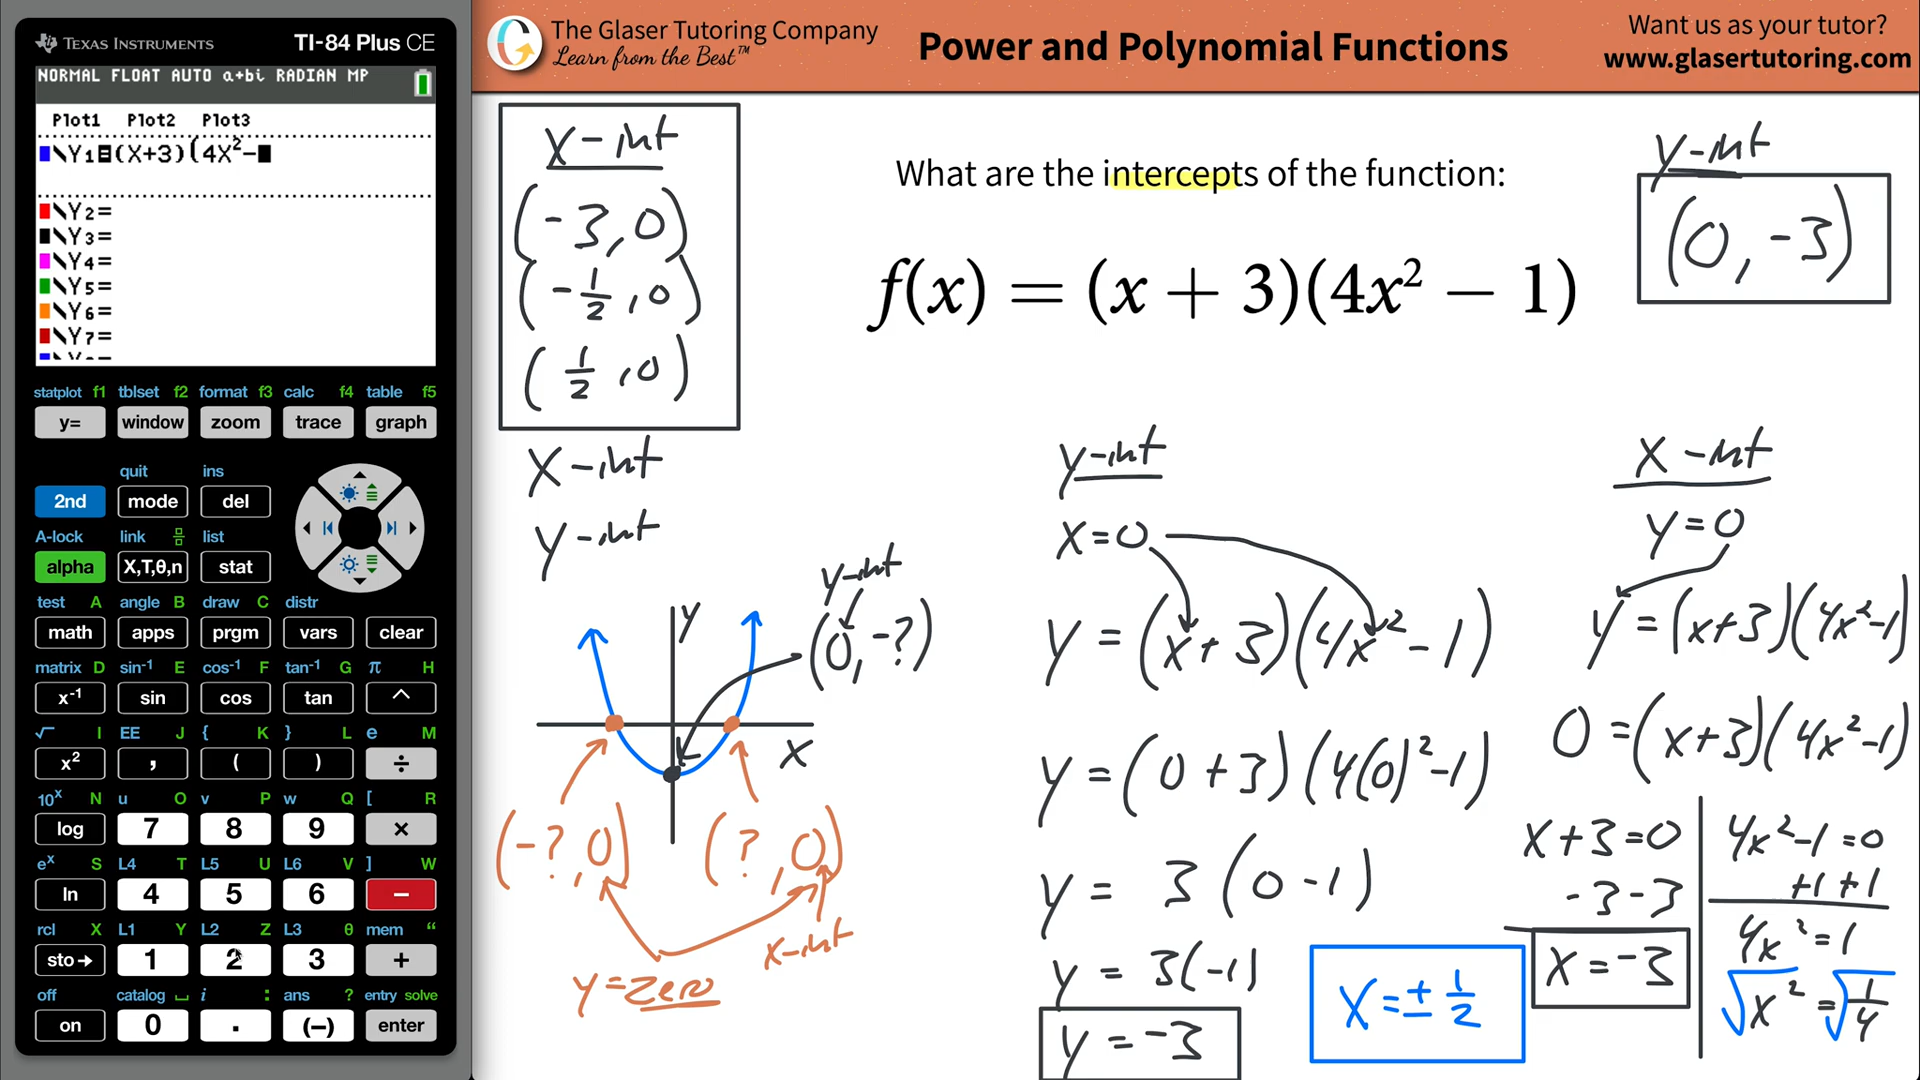 TEXAS INSTRUMENTS TI-84 Plus CE
NORMAL FLOAT AUTO a+bi RADIAN MP
Plot1 Plot2 Plot3
\Y1=(X+3)(4X²-
\Y2=
\Y3=
\Y4=
\Y5=
\Y6=
\Y7=
statplot f1 tblset f2 format f3 calc f4 table f5
y= window zoom trace graph
quit ins
2nd mode del
A-lock link list
alpha X,T,θ,n stat
test A angle B draw C distr
math apps prgm vars clear
matrix D sin⁻¹ E cos⁻¹ F tan⁻¹ G π H
x⁻¹ sin cos tan ^
√ I EE J { K } L e M
x² , ( ) ÷
10ˣ N u O v P w Q [ R
log 7 8 9 ×
eˣ S L4 T L5 U L6 V ] W
ln 4 5 6 −
rcl X L1 Y L2 Z L3 θ mem "
sto→ 1 2 3 +
off catalog ⎵ i : ans ? entry solve
on 0 . (−) enter
The Glaser Tutoring Company
Learn from the Best™
Power and Polynomial Functions
Want us as your tutor?
www.glasertutoring.com
x-int
(-3,0)
(-1/2,0)
(1/2,0)
What are the intercepts of the function:
f(x) = (x + 3)(4x² − 1)
y-int
(0,-3)
x-int
y-int
y
x
y-int
(0,-?)
(-?,0)
(?,0)
x-int
y=zero
y-int
x=0
y=(x+3)(4x²-1)
y=(0+3)(4(0)²-1)
y=3(0-1)
y=3(-1)
y=-3
x-int
y=0
y=(x+3)(4x²-1)
0=(x+3)(4x²-1)
x+3=0
-3-3
x=-3
4x²-1=0
+1+1
4x²=1
√x²=√1/4
x=±1/2